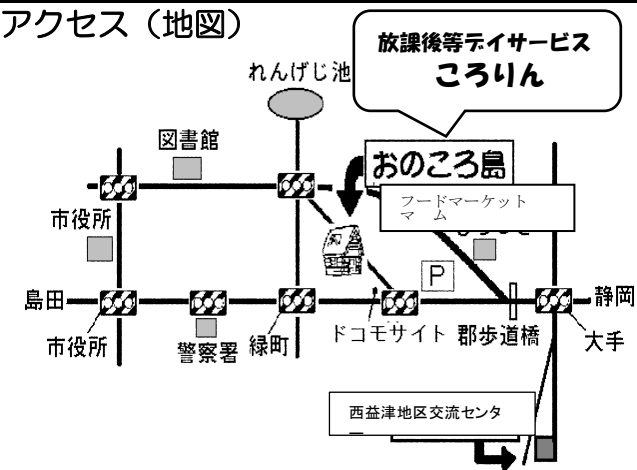 アクセス（地図）
放課後等デイサービス
ころりん
れんげじ池
図書館
おのころ島
フードマーケット
マーム
市役所
P
島田
静岡
市役所
警察署
緑町
ドコモサイト
郡歩道橋
大手
西益津地区交流センター